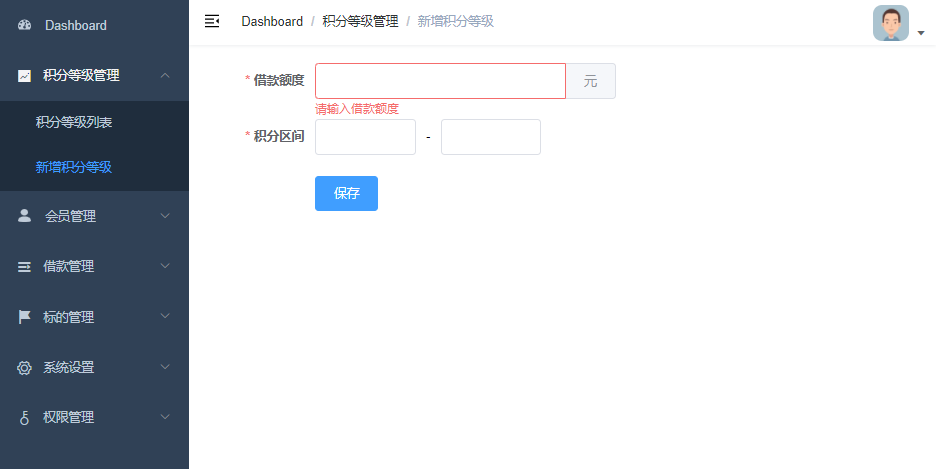 Dashboard
积分等级管理
积分等级列表
新增积分等级
会员管理
借款管理
标的管理
系统设置
权限管理
Dashboard / 积分等级管理 / 新增积分等级
* 借款额度 元
请输入借款额度
* 积分区间 -
保存